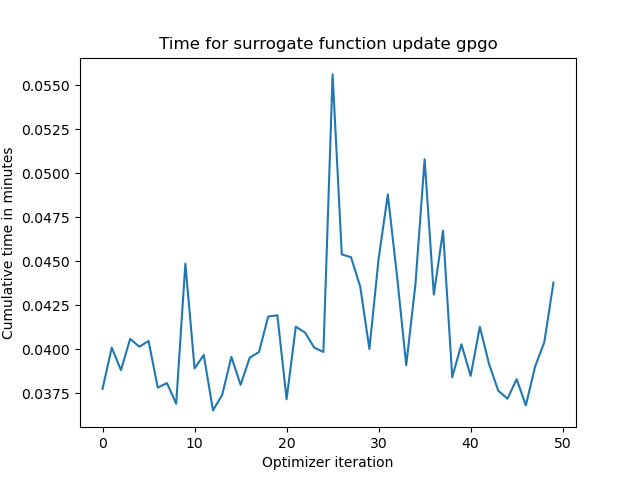 Time for surrogate function update gpgo
Cumulative time in minutes
0.0550
0.0525
0.0500
0.0475
0.0450
0.0425
0.0400
0.0375
0 10 20 30 40 50
Optimizer iteration